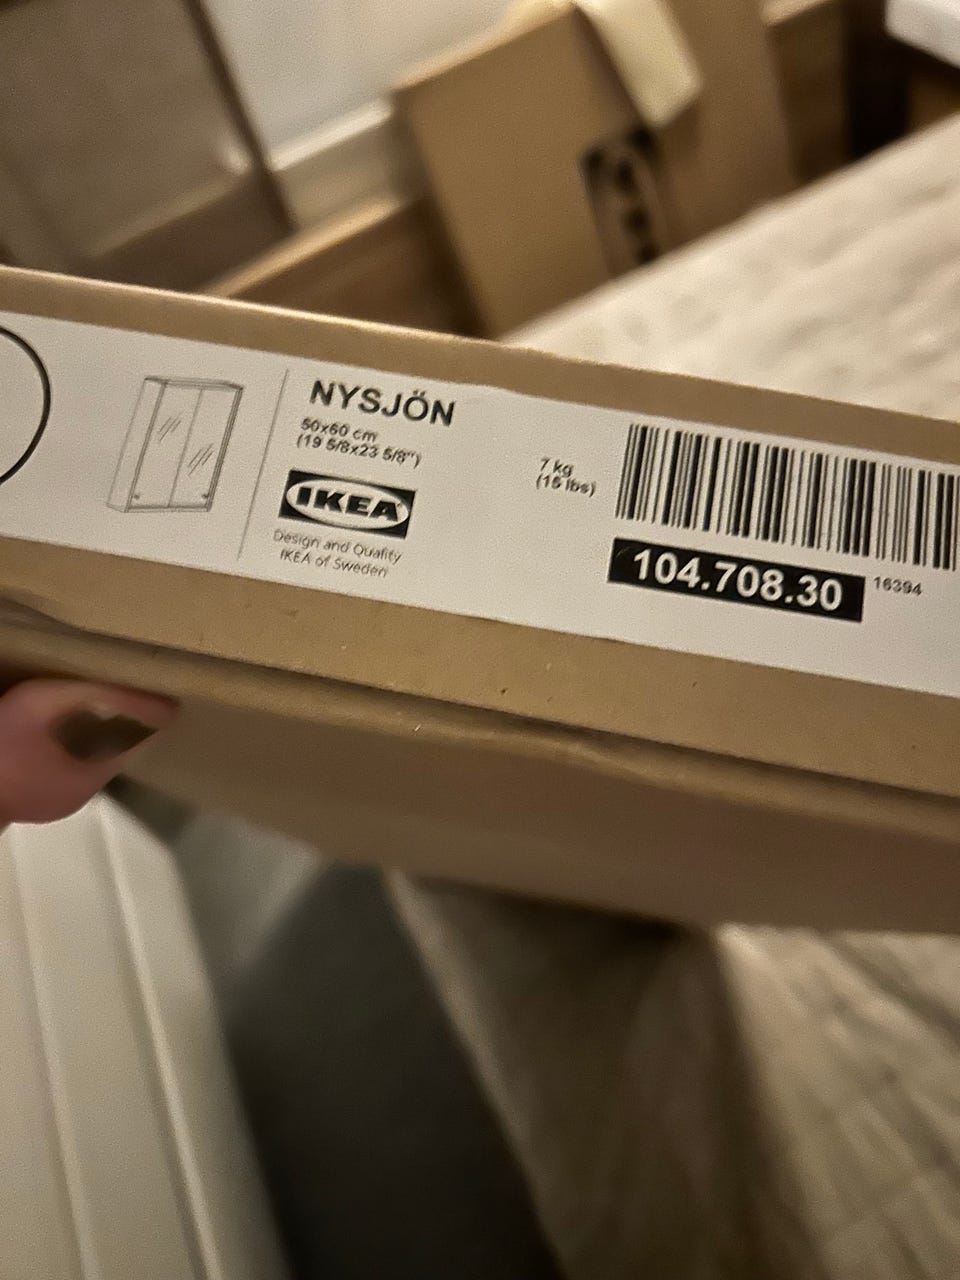 NYSJÖN
50x60 cm
(19 5/8x23 5/8")
IKEA
Design and Quality
IKEA of Sweden
7 kg
(15 lbs)
104.708.30
16394